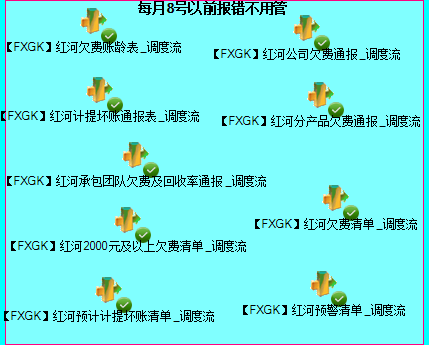 每月8号以前报错不用管
【FXGK】红河欠费账龄表_调度流
【FXGK】红河公司欠费通报_调度流
【FXGK】红河计提坏账通报表_调度流
【FXGK】红河分产品欠费通报_调度流
【FXGK】红河承包团队欠费及回收率通报_调度流
【FXGK】红河欠费清单_调度流
【FXGK】红河2000元及以上欠费清单_调度流
【FXGK】红河预警清单_调度流
【FXGK】红河预计计提坏账清单_调度流